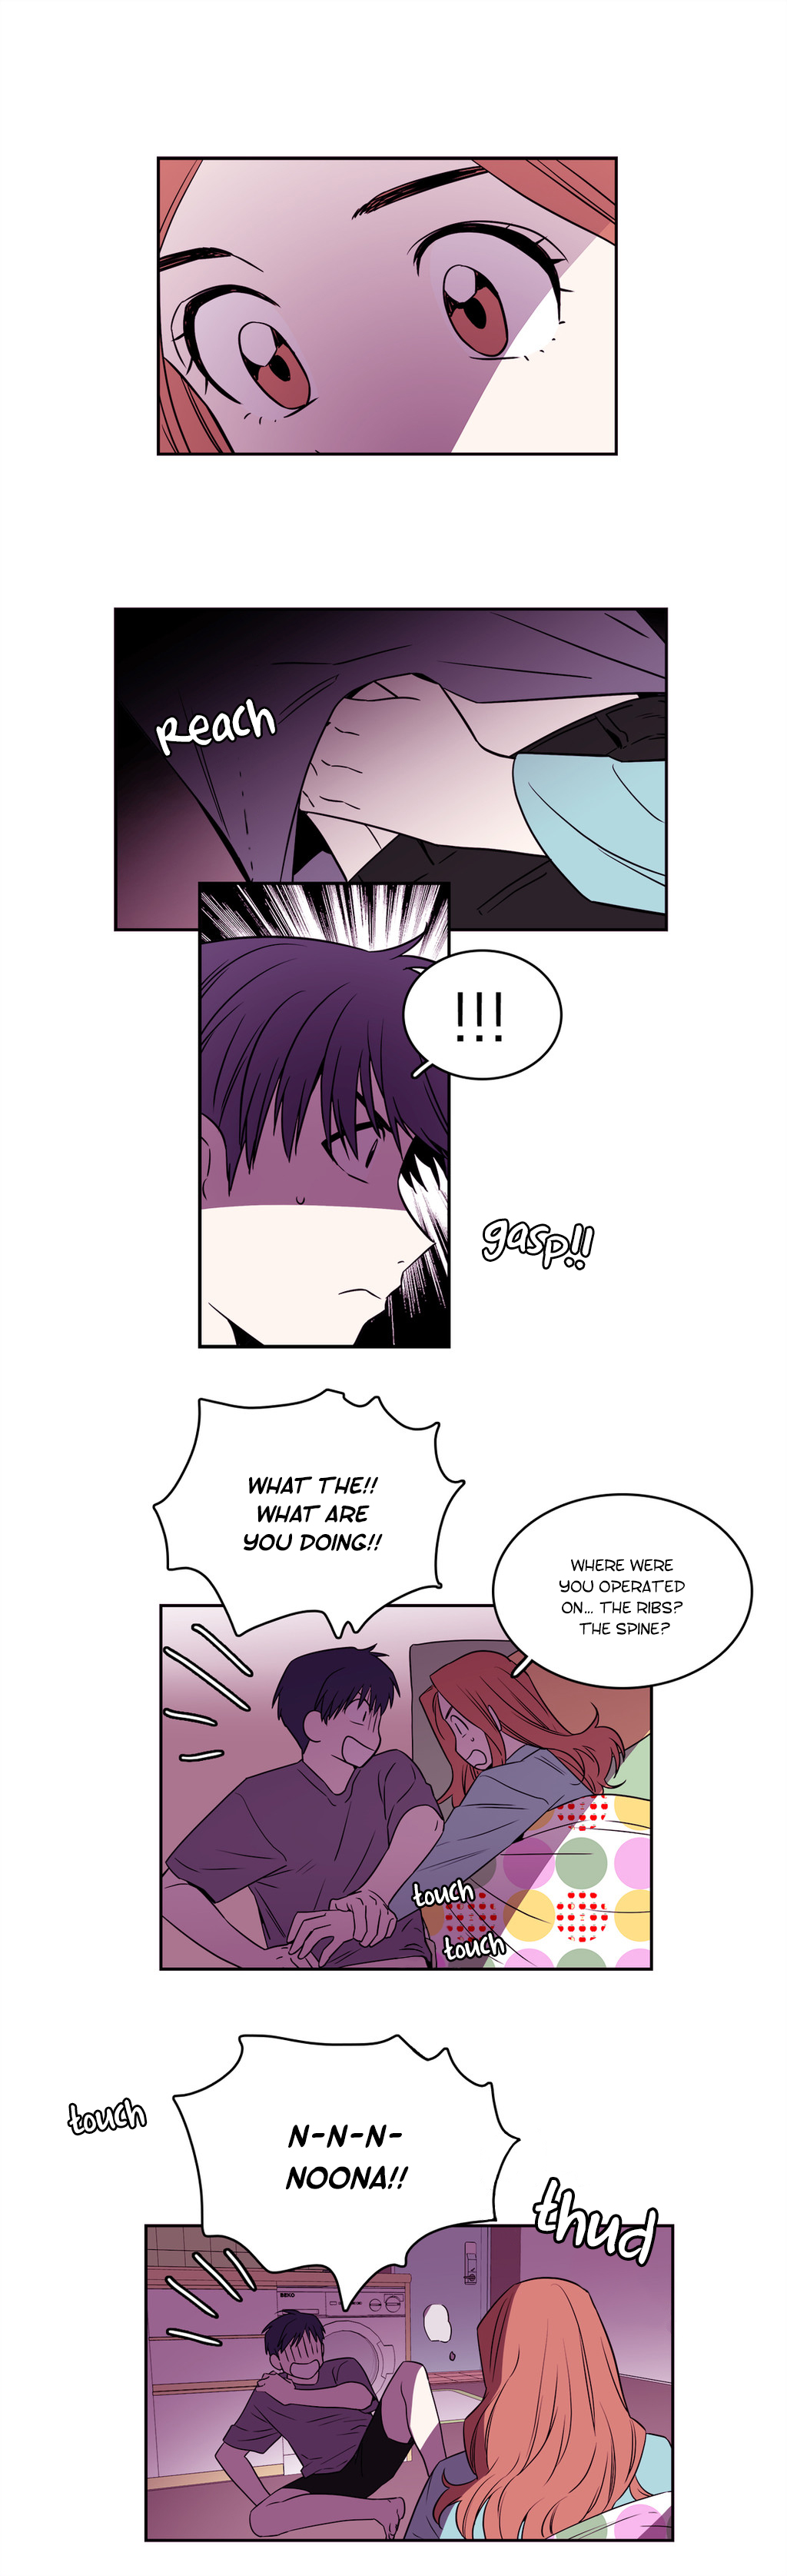 REACH
!!!
gasp!!
WHAT THE!!
WHAT ARE
YOU DOING!!
WHERE WERE
YOU OPERATED
ON... THE RIBS?
THE SPINE?
touch
touch
touch
N-N-N-
NOONA!!
thud
BEKO